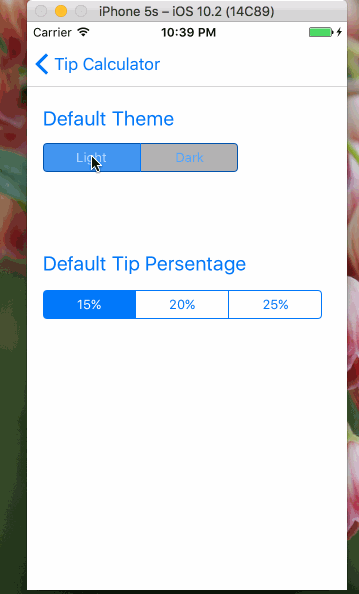 iPhone 5s – iOS 10.2 (14C89)
Carrier 10:39 PM
Tip Calculator
Default Theme
Light Dark
Default Tip Persentage
15% 20% 25%